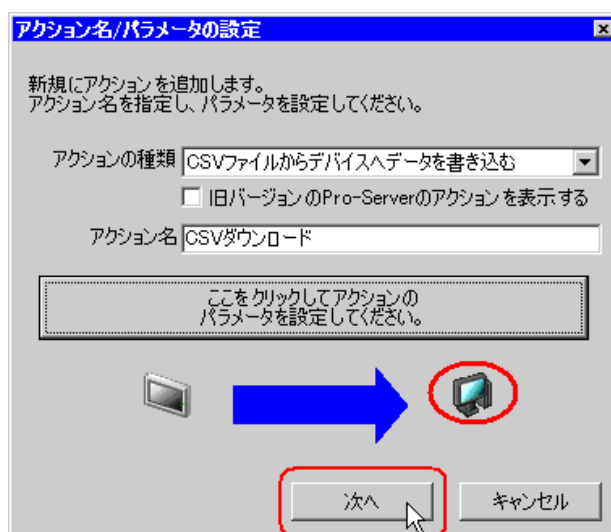 アクション名/パラメータの設定
新規にアクションを追加します。
アクション名を指定し、パラメータを設定してください。
アクションの種類 CSVファイルからデバイスへデータを書き込む
旧バージョンのPro-Serverのアクションを表示する
アクション名 CSVダウンロード
ここをクリックしてアクションの
パラメータを設定してください。
次へ キャンセル